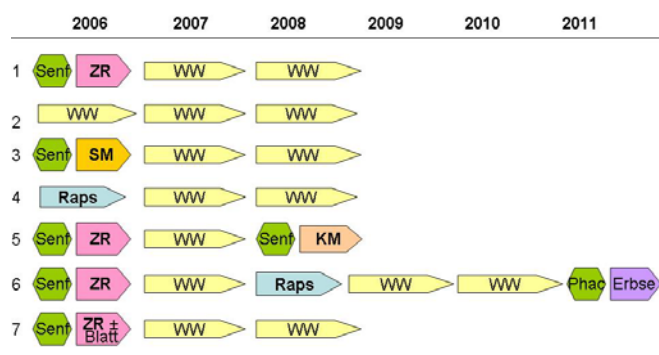 2006 2007 2008 2009 2010 2011
1 Senf ZR WW WW
2 WW WW WW
3 Senf SM WW WW
4 Raps WW WW
5 Senf ZR WW Senf KM
6 Senf ZR WW Raps WW WW Phac Erbse
7 Senf ZR ± Blatt WW WW